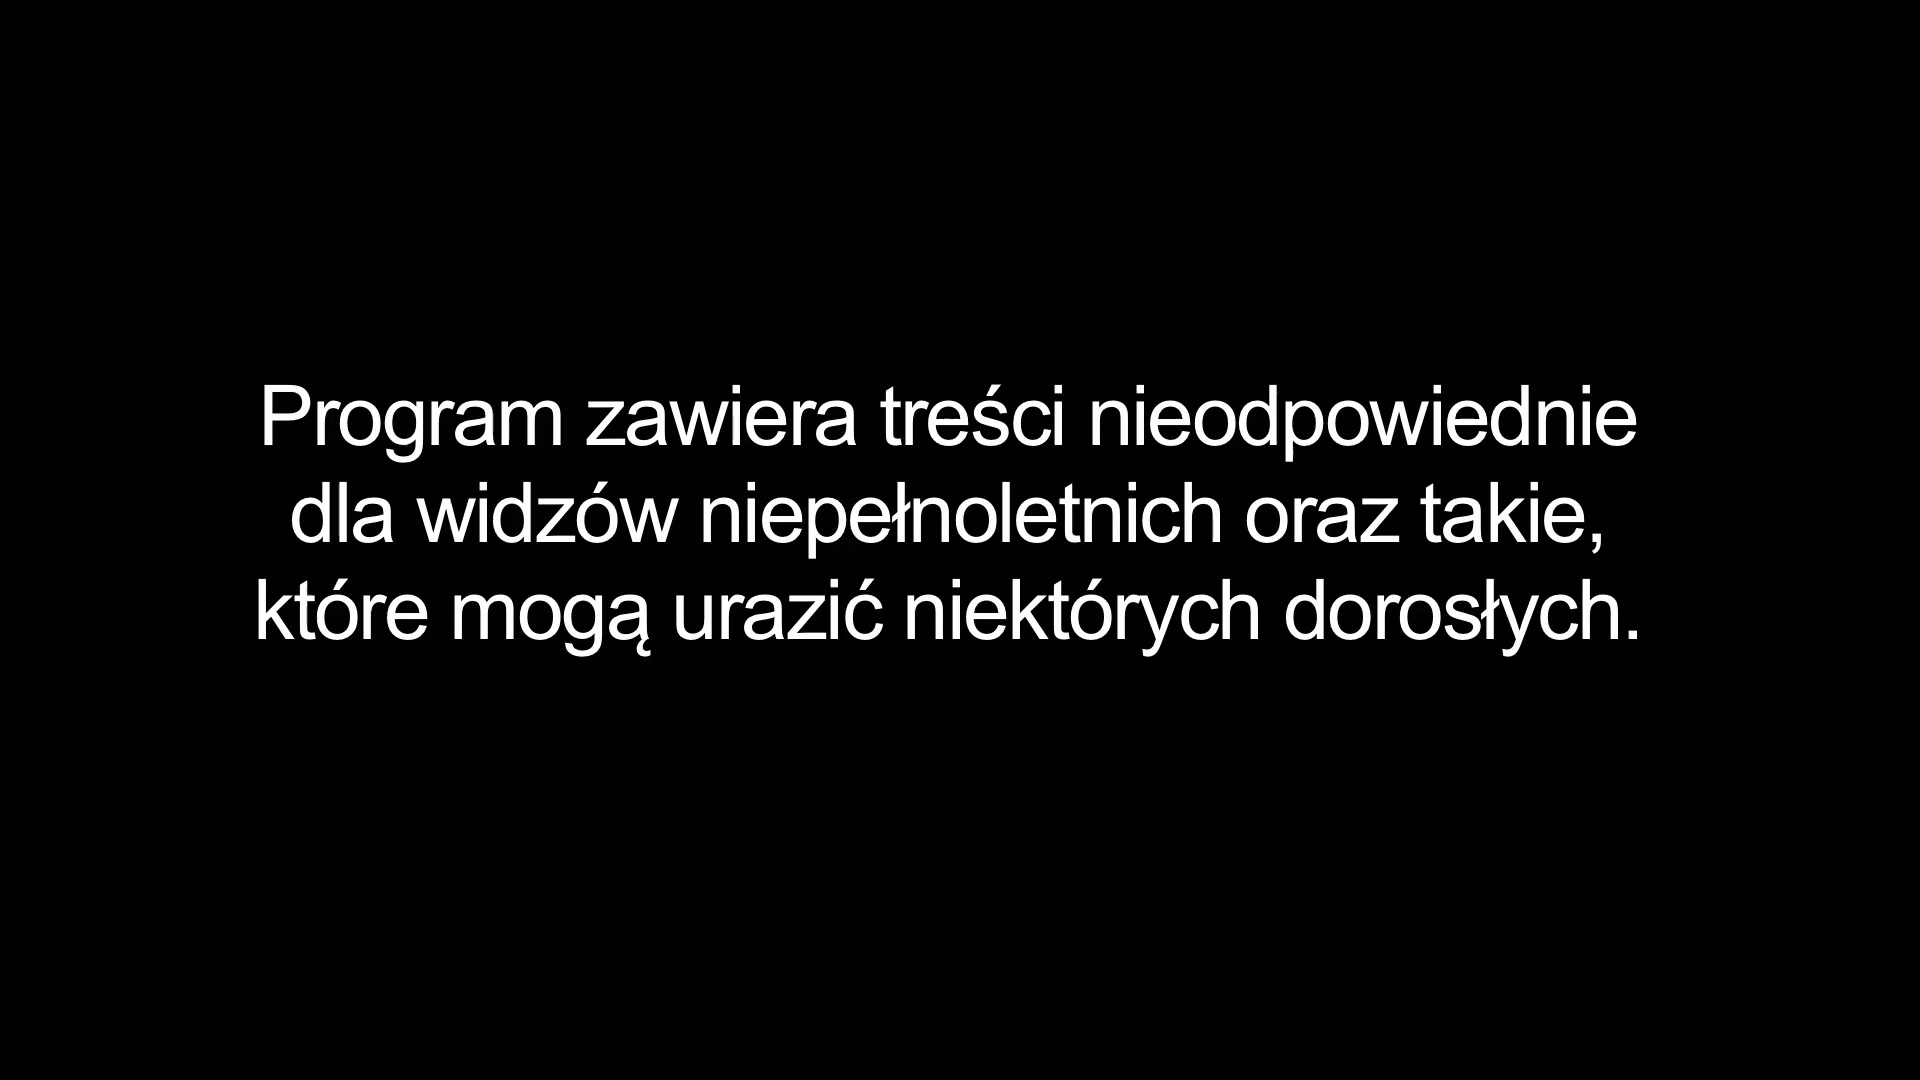 Program zawiera treści nieodpowiednie
dla widzów niepełnoletnich oraz takie,
które mogą urazić niektórych dorosłych.